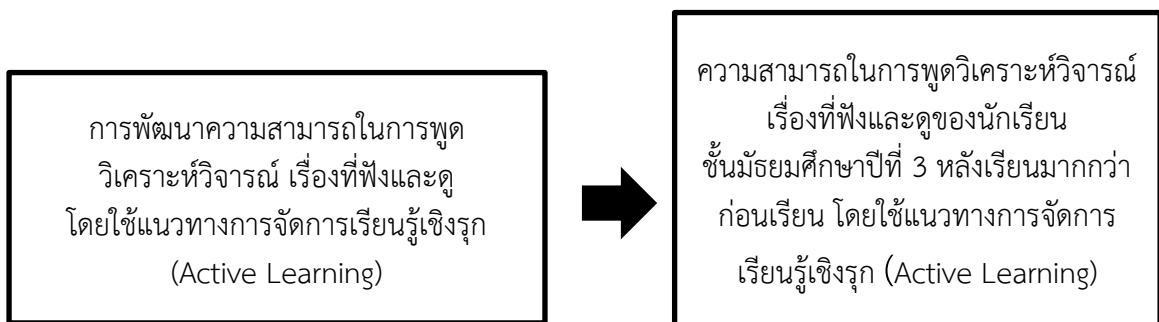 การพัฒนาความสามารถในการพูด
วิเคราะห์วิจารณ์ เรื่องที่ฟังและดู
โดยใช้แนวทางการจัดการเรียนรู้เชิงรุก
(Active Learning)
ความสามารถในการพูดวิเคราะห์วิจารณ์
เรื่องที่ฟังและดูของนักเรียน
ชั้นมัธยมศึกษาปีที่ 3 หลังเรียนมากกว่า
ก่อนเรียน โดยใช้แนวทางการจัดการ
เรียนรู้เชิงรุก (Active Learning)